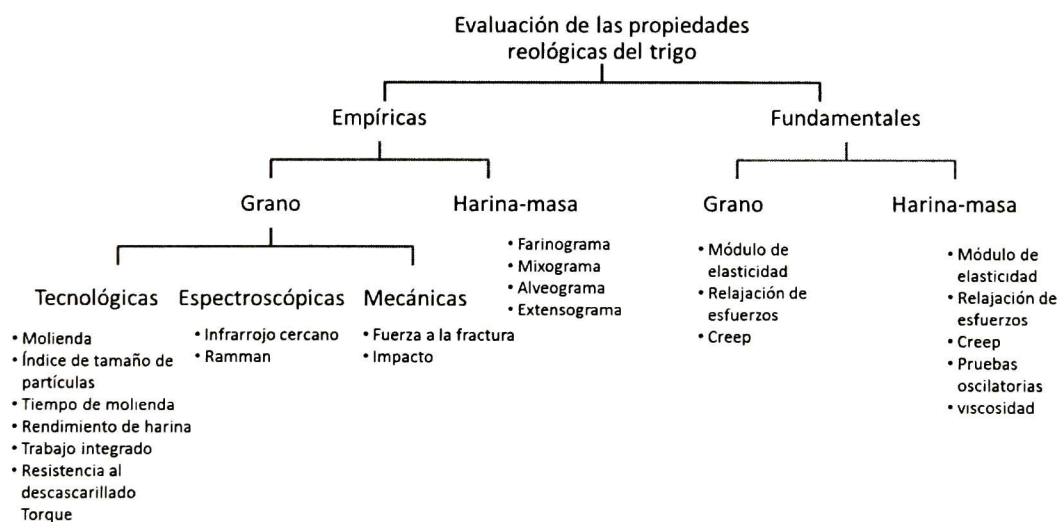 Evaluación de las propiedades
reológicas del trigo
Empíricas
Fundamentales
Grano
Harina-masa
Grano
Harina-masa
• Farinograma
• Mixograma
• Alveograma
• Extensograma
• Módulo de
elasticidad
• Relajación de
esfuerzos
• Creep
• Módulo de
elasticidad
• Relajación de
esfuerzos
• Creep
• Pruebas
oscilatorias
• viscosidad
Tecnológicas
Espectroscópicas
Mecánicas
• Molienda
• Índice de tamaño de
partículas
• Tiempo de molienda
• Rendimiento de harina
• Trabajo integrado
• Resistencia al
descascarillado
Torque
• Infrarrojo cercano
• Ramman
• Fuerza a la fractura
• Impacto